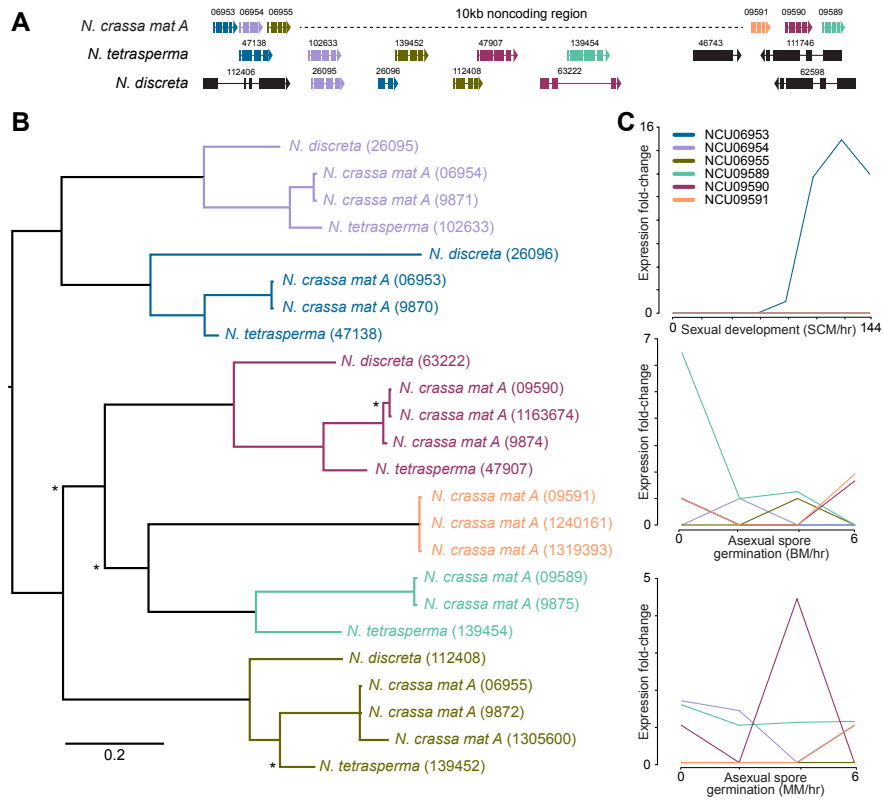 A
N. crassa mat A
06953 06954 06955
10kb noncoding region
09591 09590 09589
N. tetrasperma
47138 102633 139452 47907 139454 46743 111746
N. discreta
112406 26095 26096 112408 63222 62598
B
N. discreta (26095)
N. crassa mat A (06954)
N. crassa mat A (9871)
N. tetrasperma (102633)
N. discreta (26096)
N. crassa mat A (06953)
N. crassa mat A (9870)
N. tetrasperma (47138)
N. discreta (63222)
* N. crassa mat A (09590)
N. crassa mat A (1163674)
N. crassa mat A (9874)
N. tetrasperma (47907)
*
N. crassa mat A (09591)
N. crassa mat A (1240161)
N. crassa mat A (1319393)
*
N. crassa mat A (09589)
N. crassa mat A (9875)
N. tetrasperma (139454)
N. discreta (112408)
N. crassa mat A (06955)
N. crassa mat A (9872)
N. crassa mat A (1305600)
* N. tetrasperma (139452)
0.2
C
16
Expression fold-change
NCU06953
NCU06954
NCU06955
NCU09589
NCU09590
NCU09591
0
0 Sexual development (SCM/hr) 144
7
Expression fold-change
0
0 6
Asexual spore
germination (BM/hr)
5
Expression fold-change
0
0 6
Asexual spore
germination (MM/hr)